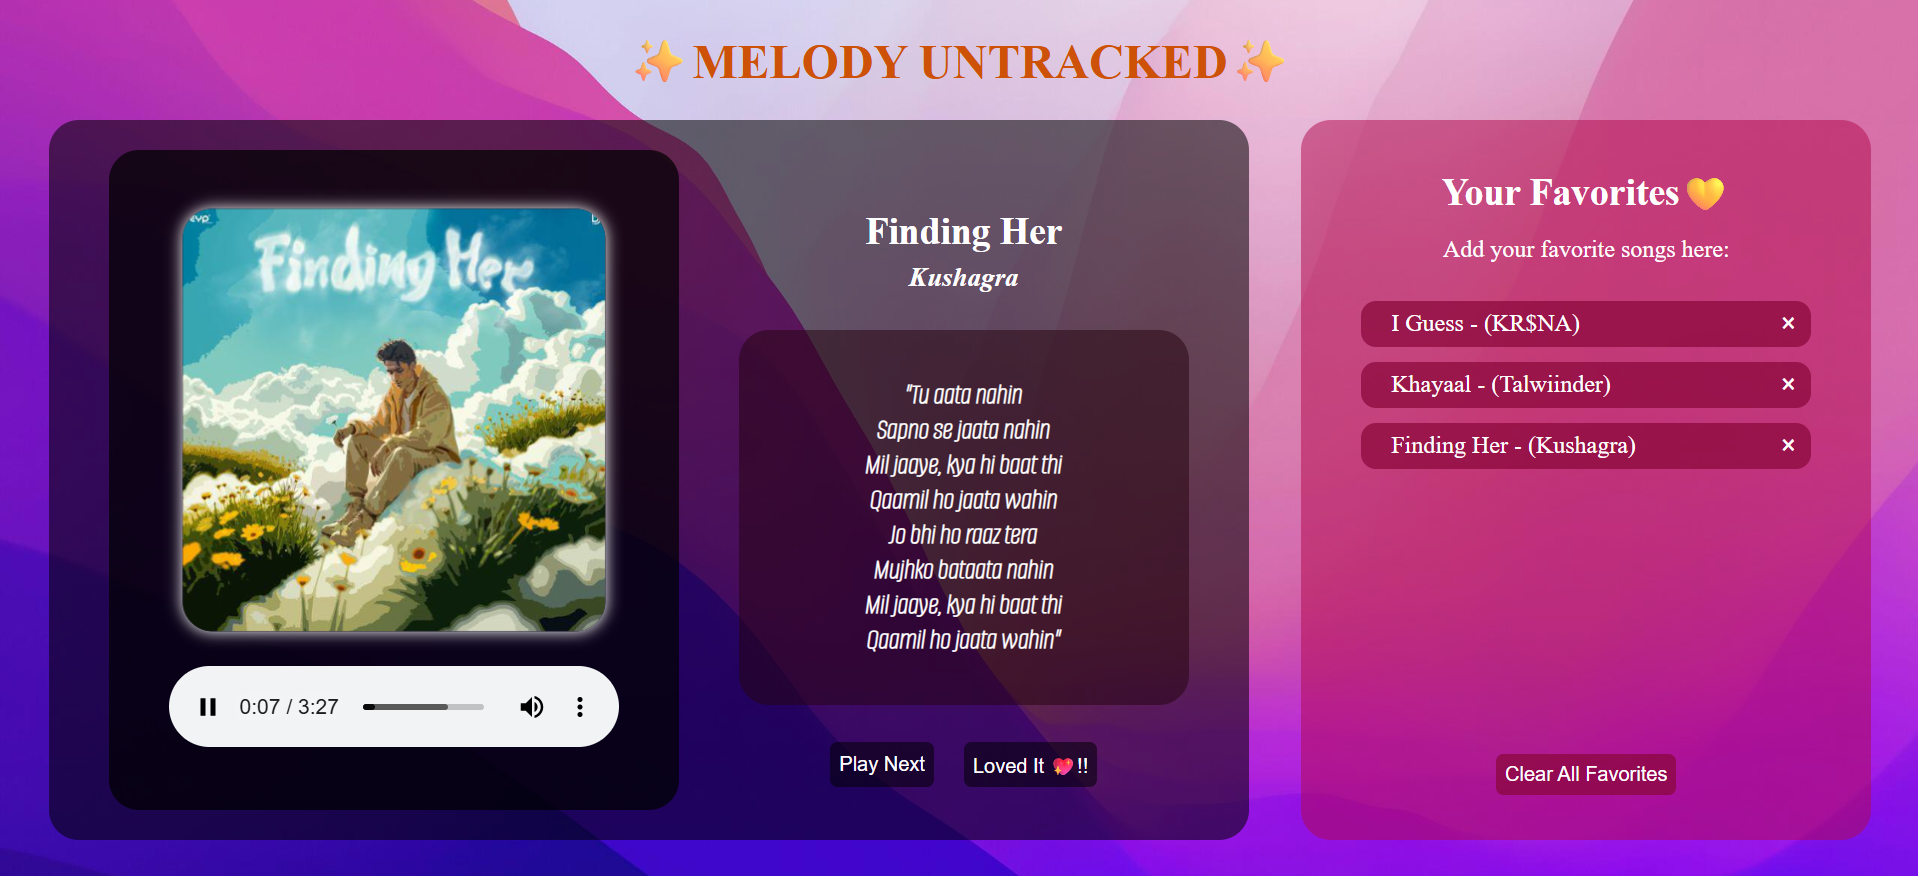 ✨ MELODY UNTRACKED ✨
Finding Her
Finding Her
Kushagra
"Tu aata nahin
Sapno se jaata nahin
Mil jaaye, kya hi baat thi
Qaamil ho jaata wahin
Jo bhi ho raaz tera
Mujhko bataata nahin
Mil jaaye, kya hi baat thi
Qaamil ho jaata wahin"
0:07 / 3:27
Play Next
Loved It 💖 !!
Your Favorites 💛
Add your favorite songs here:
I Guess - (KR$NA) ×
Khayaal - (Talwiinder) ×
Finding Her - (Kushagra) ×
Clear All Favorites